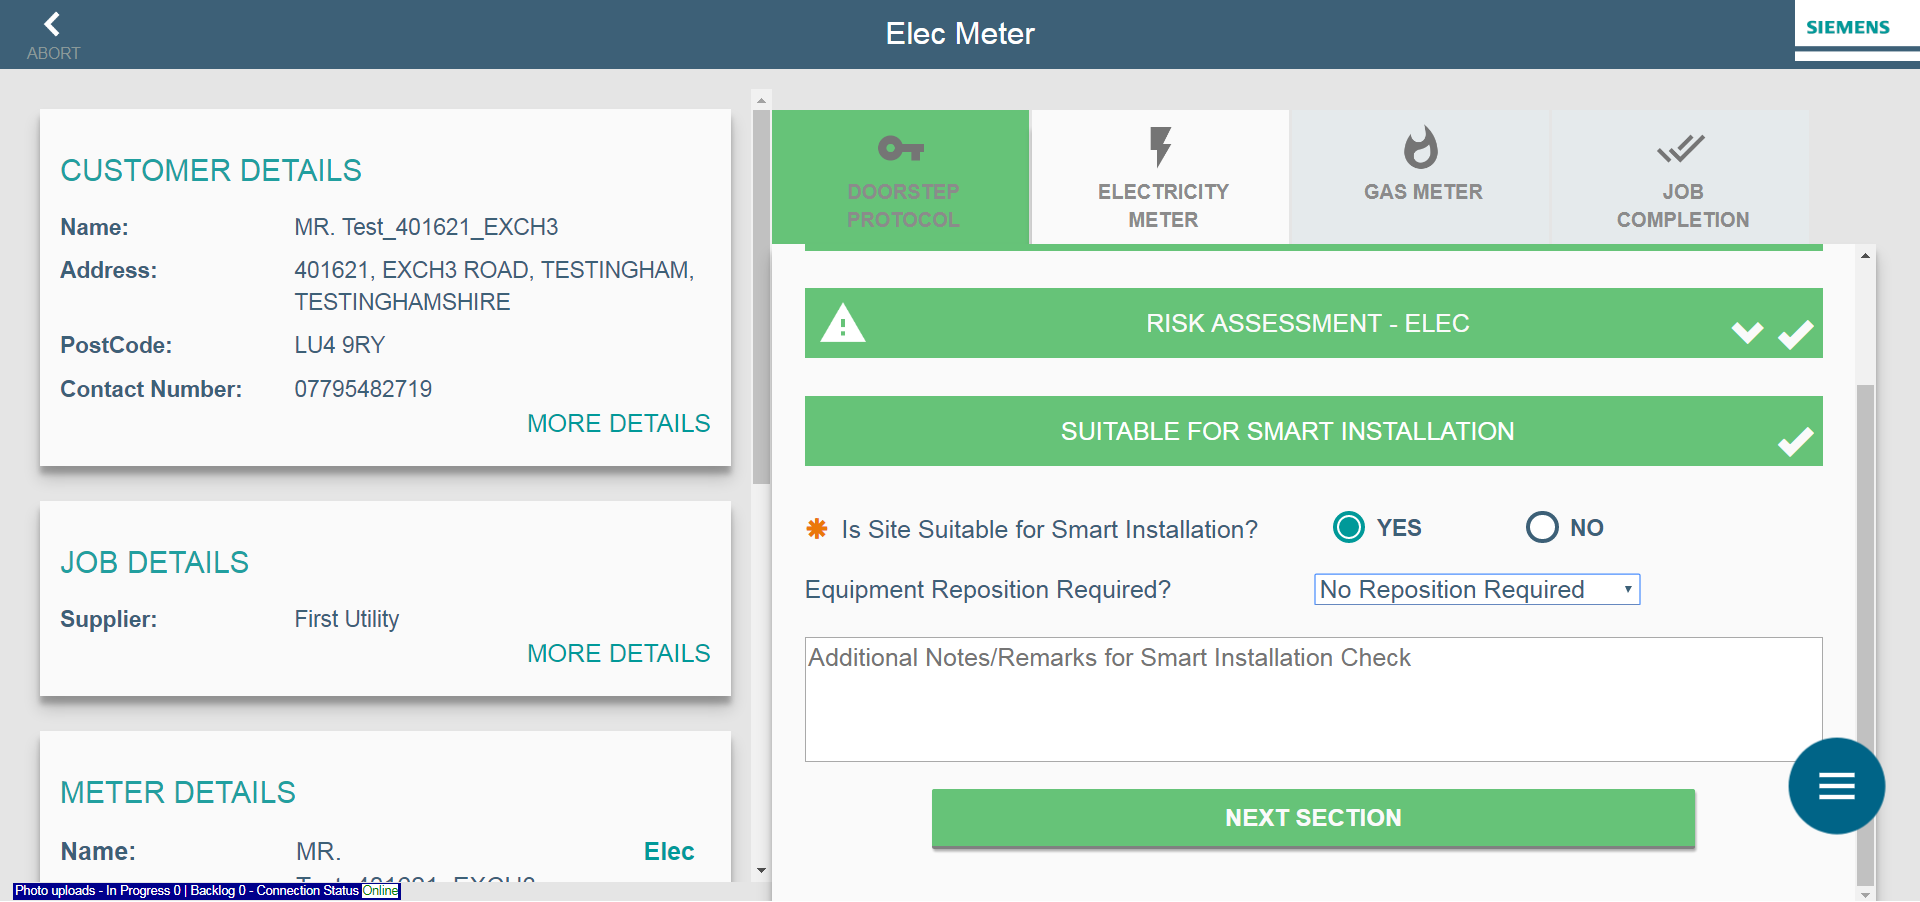 ABORT
Elec Meter
SIEMENS
CUSTOMER DETAILS
Name: MR. Test_401621_EXCH3
Address: 401621, EXCH3 ROAD, TESTINGHAM,
TESTINGHAMSHIRE
PostCode: LU4 9RY
Contact Number: 07795482719
MORE DETAILS
JOB DETAILS
Supplier: First Utility
MORE DETAILS
METER DETAILS
Name: MR. Elec
Photo uploads - In Progress 0 | Backlog 0 - Connection Status Online
DOORSTEP
PROTOCOL
ELECTRICITY
METER
GAS METER
JOB
COMPLETION
RISK ASSESSMENT - ELEC
SUITABLE FOR SMART INSTALLATION
✱ Is Site Suitable for Smart Installation? YES NO
Equipment Reposition Required? No Reposition Required
Additional Notes/Remarks for Smart Installation Check
NEXT SECTION